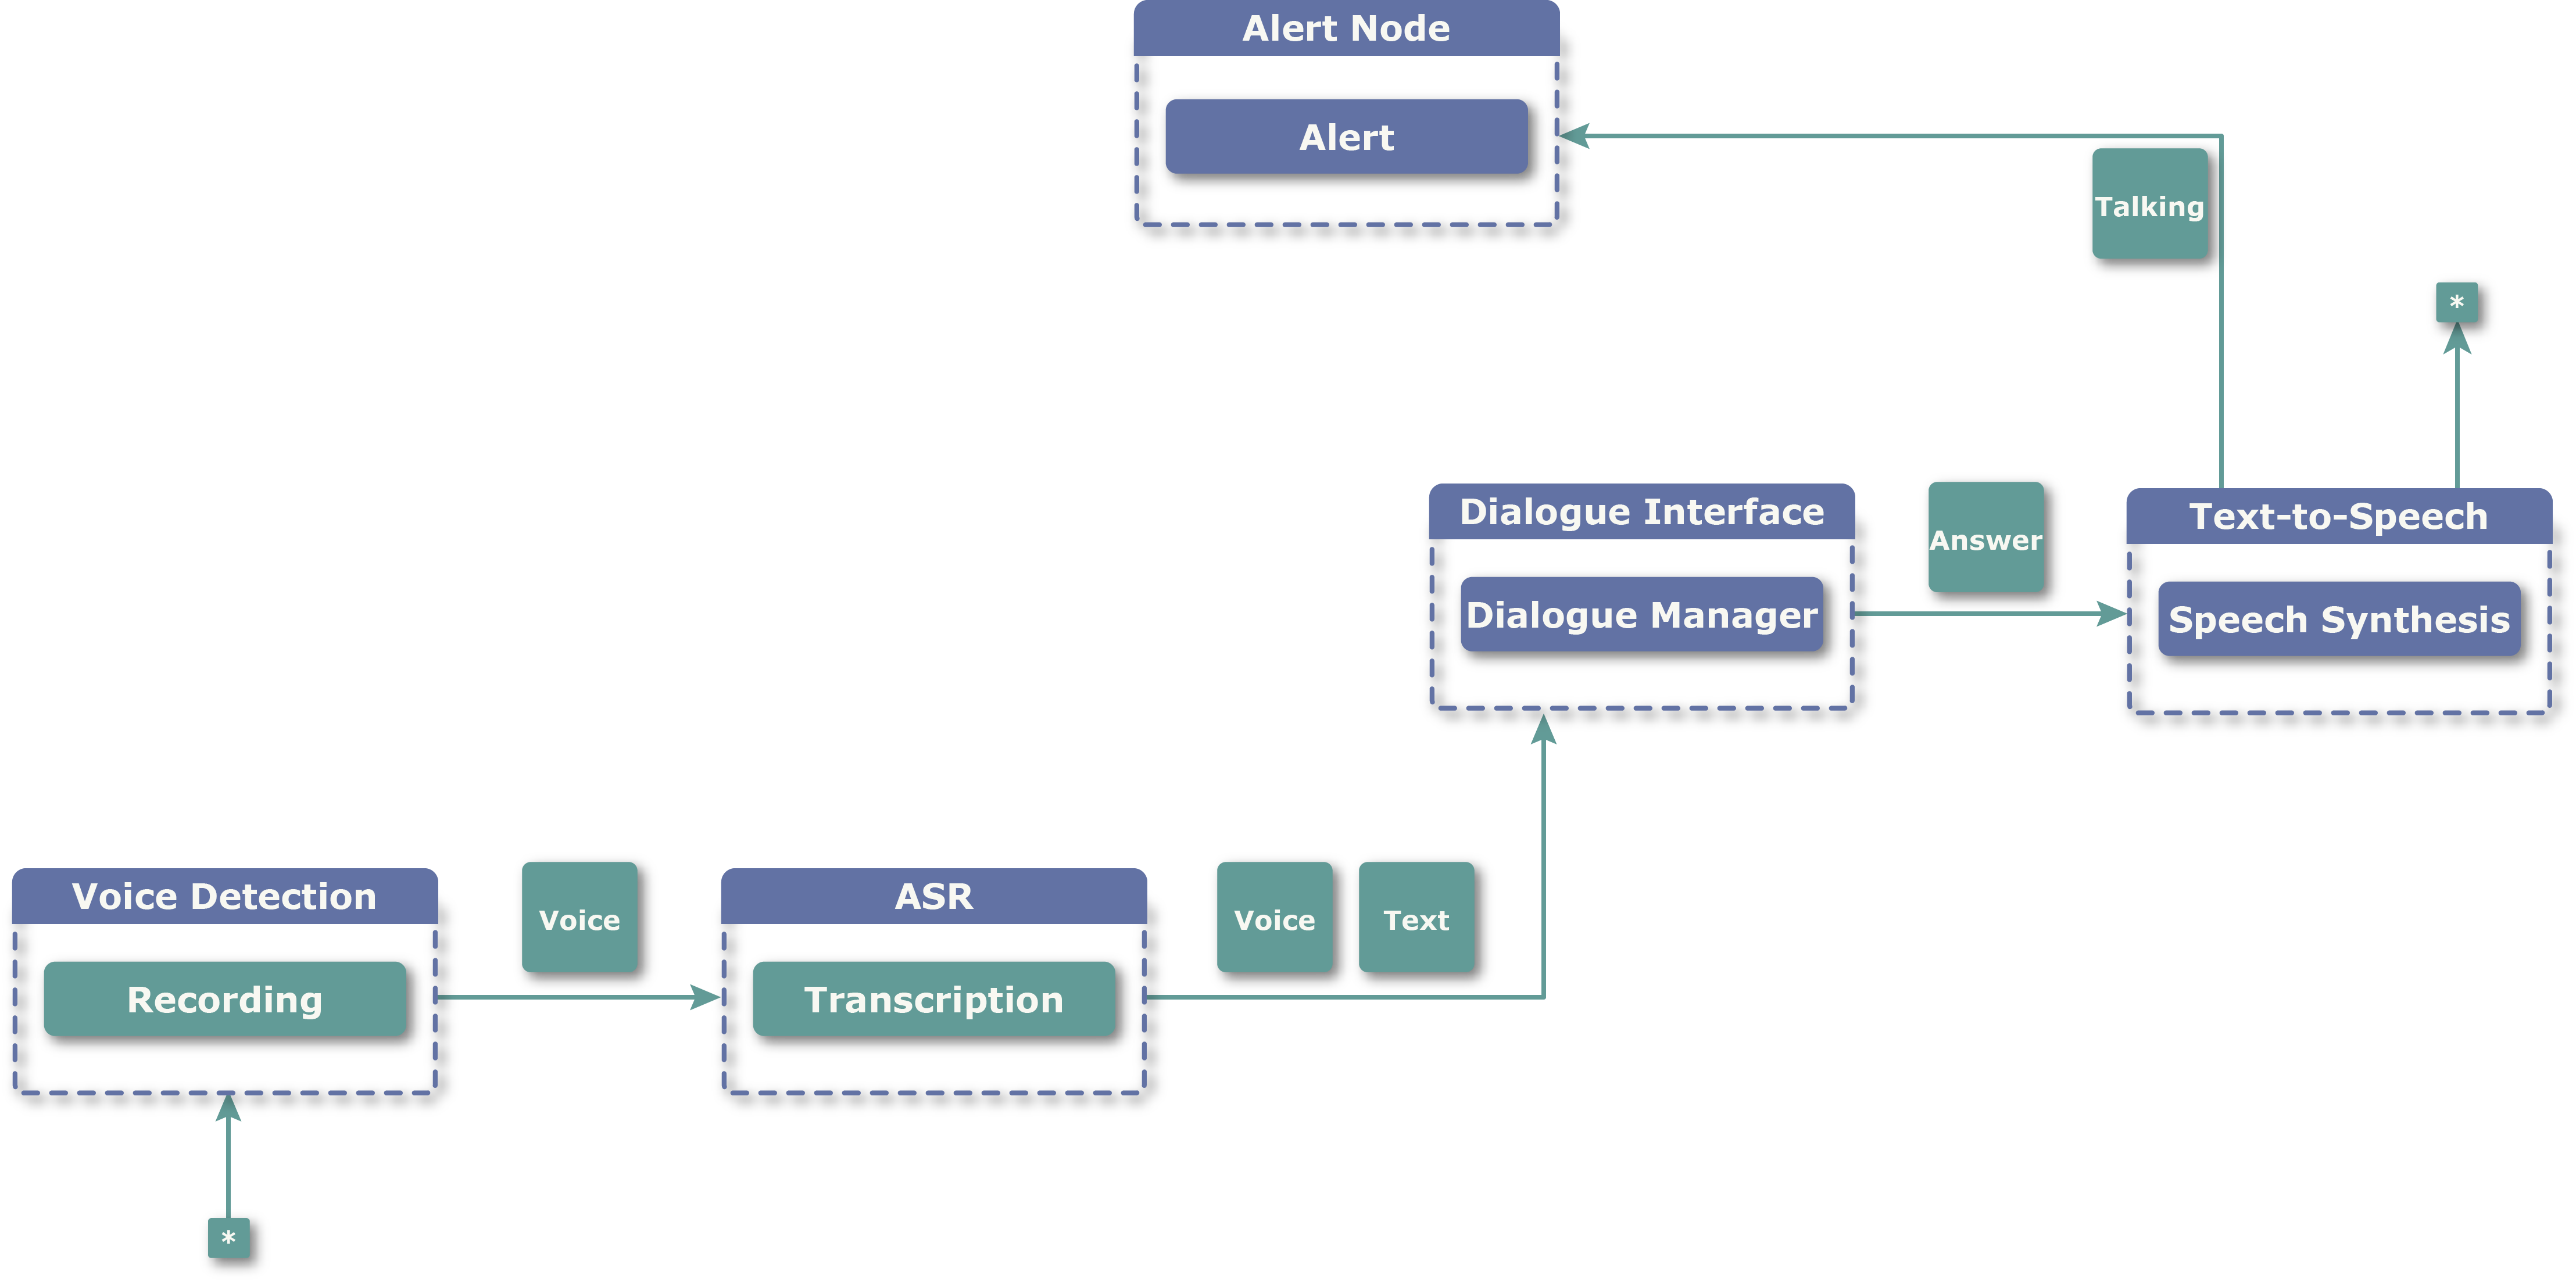 Alert Node
Alert
Talking
*
Dialogue Interface
Dialogue Manager
Answer
Text-to-Speech
Speech Synthesis
Voice Detection
Recording
Voice
ASR
Transcription
Voice
Text
*